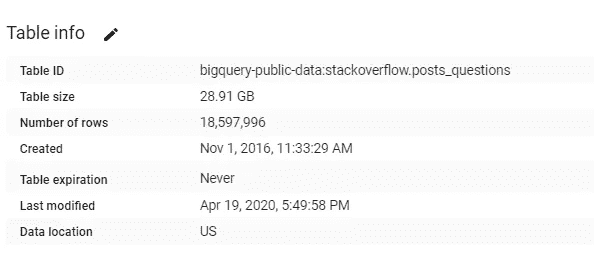 Table info
Table ID bigquery-public-data:stackoverflow.posts_questions
Table size 28.91 GB
Number of rows 18,597,996
Created Nov 1, 2016, 11:33:29 AM
Table expiration Never
Last modified Apr 19, 2020, 5:49:58 PM
Data location US